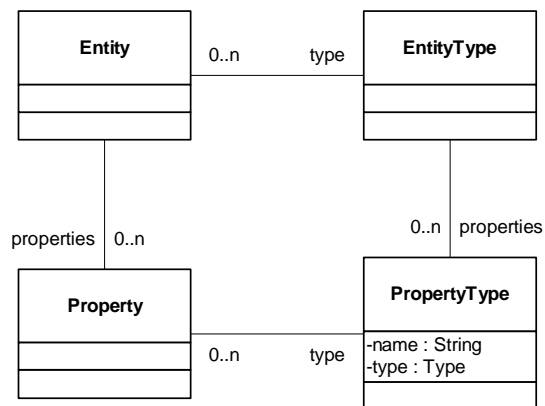 Entity
EntityType
0..n
type
properties
0..n
0..n
properties
Property
PropertyType
-name : String
-type : Type
0..n
type